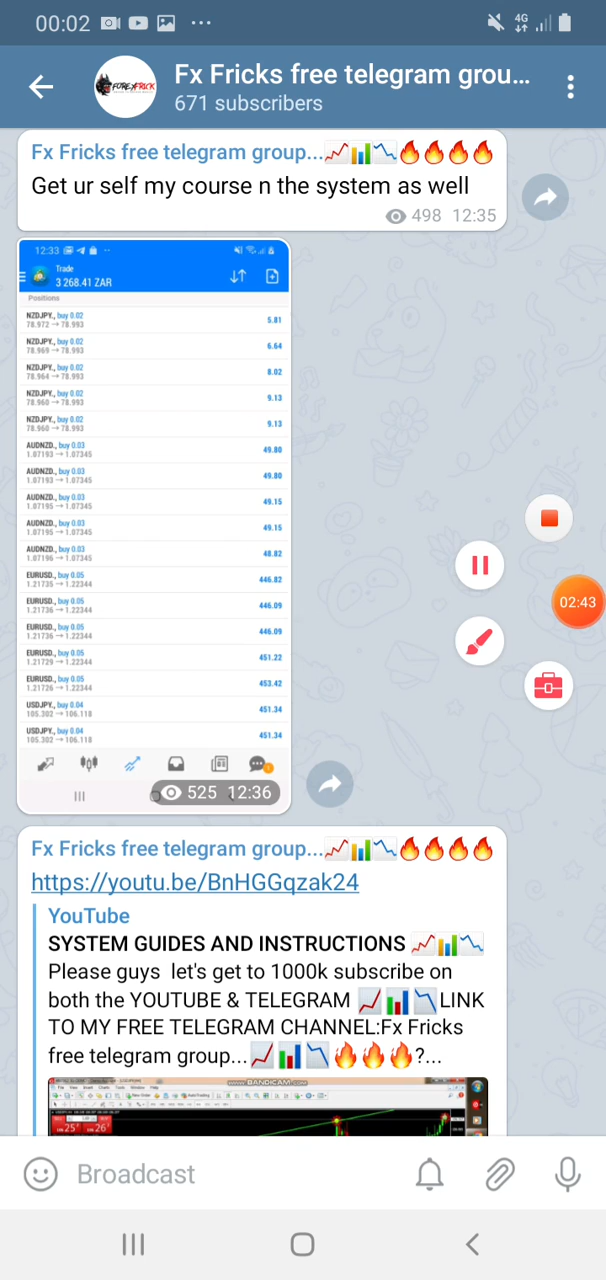 00:02
4G
Fx Fricks free telegram grou...
671 subscribers
FOREXFRICK
Fx Fricks free telegram group...📈📊📉🔥🔥🔥🔥
Get ur self my course n the system as well
498 12:35
12:33
Trade
3 268.41 ZAR
Positions
NZDJPY., buy 0.02
78.972 → 78.993
5.81
NZDJPY., buy 0.02
78.969 → 78.993
6.64
NZDJPY., buy 0.02
78.964 → 78.993
8.02
NZDJPY., buy 0.02
78.960 → 78.993
9.13
NZDJPY., buy 0.02
78.960 → 78.993
9.13
AUDNZD., buy 0.03
1.07193 → 1.07345
49.80
AUDNZD., buy 0.03
1.07193 → 1.07345
49.80
AUDNZD., buy 0.03
1.07195 → 1.07345
49.15
AUDNZD., buy 0.03
1.07195 → 1.07345
49.15
AUDNZD., buy 0.03
1.07196 → 1.07345
48.82
EURUSD., buy 0.05
1.21735 → 1.22344
446.82
EURUSD., buy 0.05
1.21736 → 1.22344
446.09
EURUSD., buy 0.05
1.21736 → 1.22344
446.09
EURUSD., buy 0.05
1.21729 → 1.22344
451.22
EURUSD., buy 0.05
1.21726 → 1.22344
453.42
USDJPY., buy 0.04
105.302 → 106.118
451.34
USDJPY., buy 0.04
105.302 → 106.118
451.34
525 12:36
02:43
Fx Fricks free telegram group...📈📊📉🔥🔥🔥🔥
https://youtu.be/BnHGGqzak24
YouTube
SYSTEM GUIDES AND INSTRUCTIONS 📈📊📉
Please guys let's get to 1000k subscribe on
both the YOUTUBE & TELEGRAM 📈📊📉LINK
TO MY FREE TELEGRAM CHANNEL:Fx Fricks
free telegram group...📈📊📉🔥🔥🔥?...
www.BANDICAM.com
25
26
Broadcast